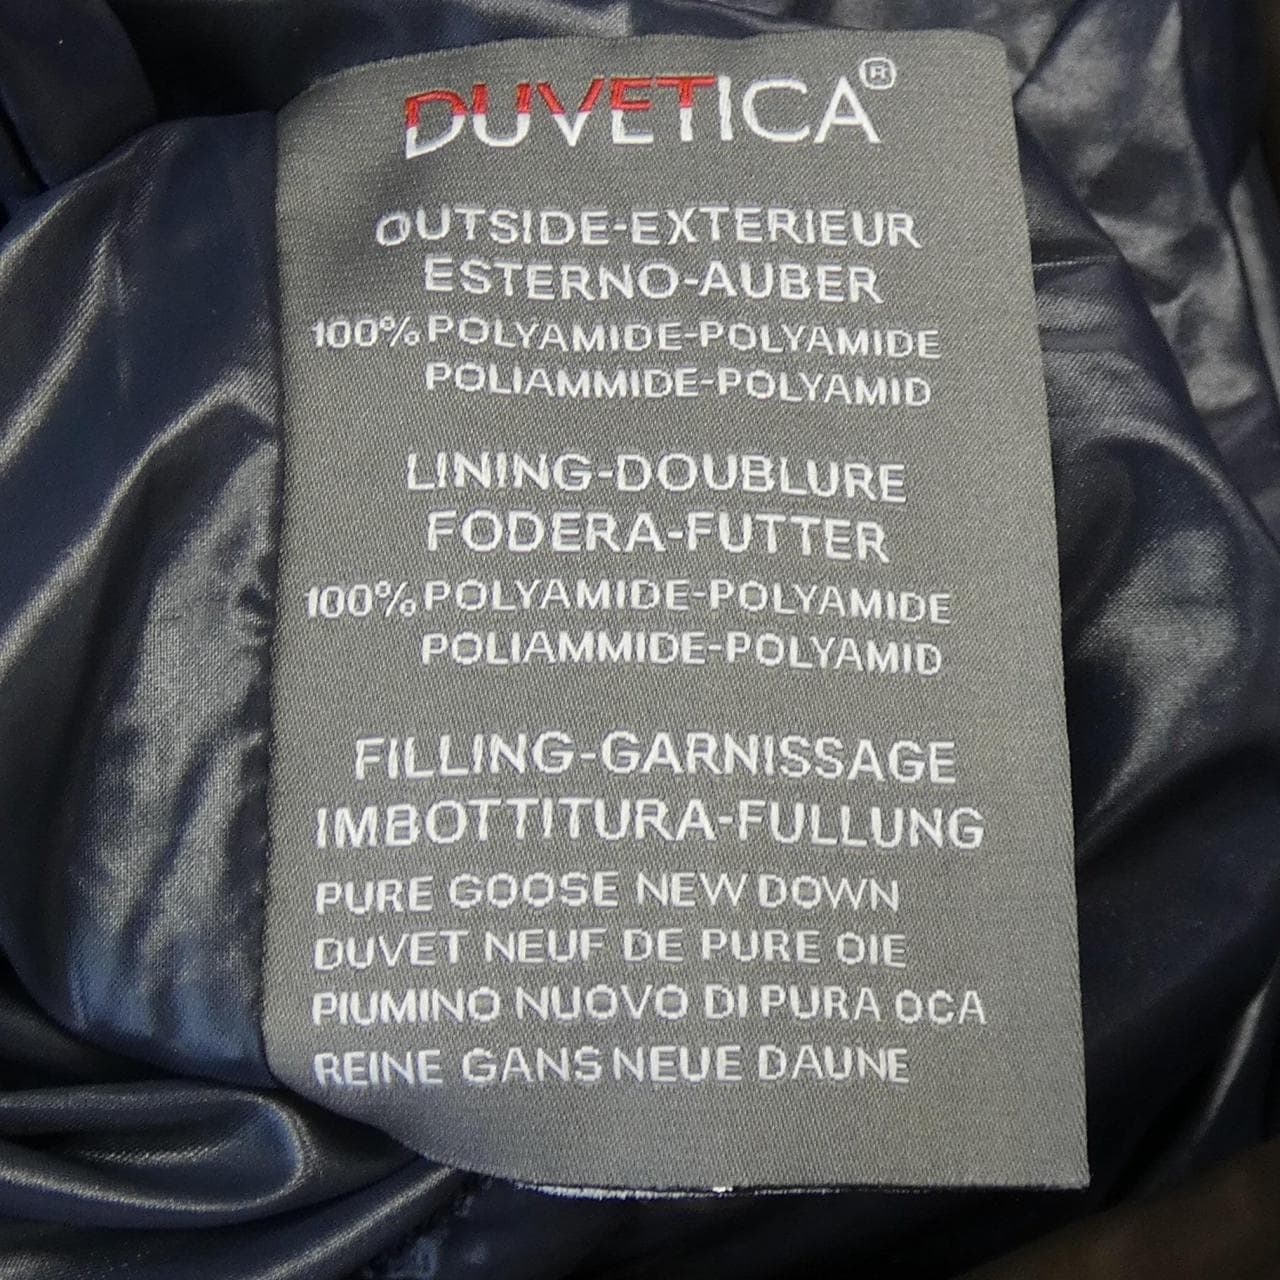 DUVETICA®
OUTSIDE-EXTERIEUR
ESTERNO-AUBER
100% POLYAMIDE-POLYAMIDE
POLIAMMIDE-POLYAMID
LINING-DOUBLURE
FODERA-FUTTER
100% POLYAMIDE-POLYAMIDE
POLIAMMIDE-POLYAMID
FILLING-GARNISSAGE
IMBOTTITURA-FULLUNG
PURE GOOSE NEW DOWN
DUVET NEUF DE PURE OIE
PIUMINO NUOVO DI PURA OCA
REINE GANS NEUE DAUNE